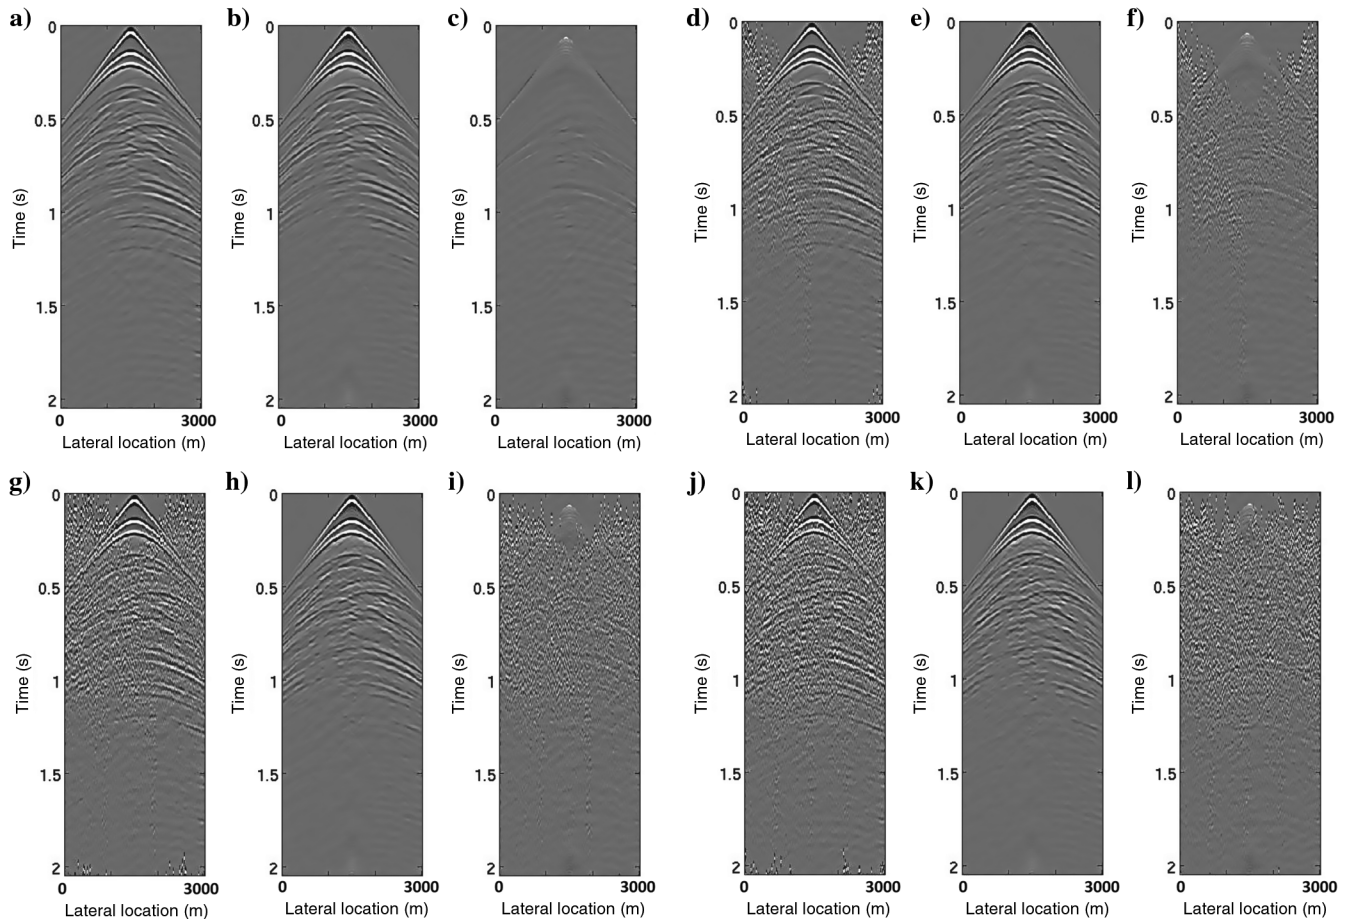 a) b) c) d) e) f)
0 0 0 0 0 0
0.5 0.5 0.5 0.5 0.5 0.5
Time (s) Time (s) Time (s) Time (s) Time (s) Time (s)
1 1 1 1 1 1
1.5 1.5 1.5 1.5 1.5 1.5
2 2 2 2 2 2
0 3000 0 3000 0 3000 0 3000 0 3000 0 3000
Lateral location (m) Lateral location (m) Lateral location (m) Lateral location (m) Lateral location (m) Lateral location (m)
g) h) i) j) k) l)
0 0 0 0 0 0
0.5 0.5 0.5 0.5 0.5 0.5
Time (s) Time (s) Time (s) Time (s) Time (s) Time (s)
1 1 1 1 1 1
1.5 1.5 1.5 1.5 1.5 1.5
2 2 2 2 2 2
0 3000 0 3000 0 3000 0 3000 0 3000 0 3000
Lateral location (m) Lateral location (m) Lateral location (m) Lateral location (m) Lateral location (m) Lateral location (m)